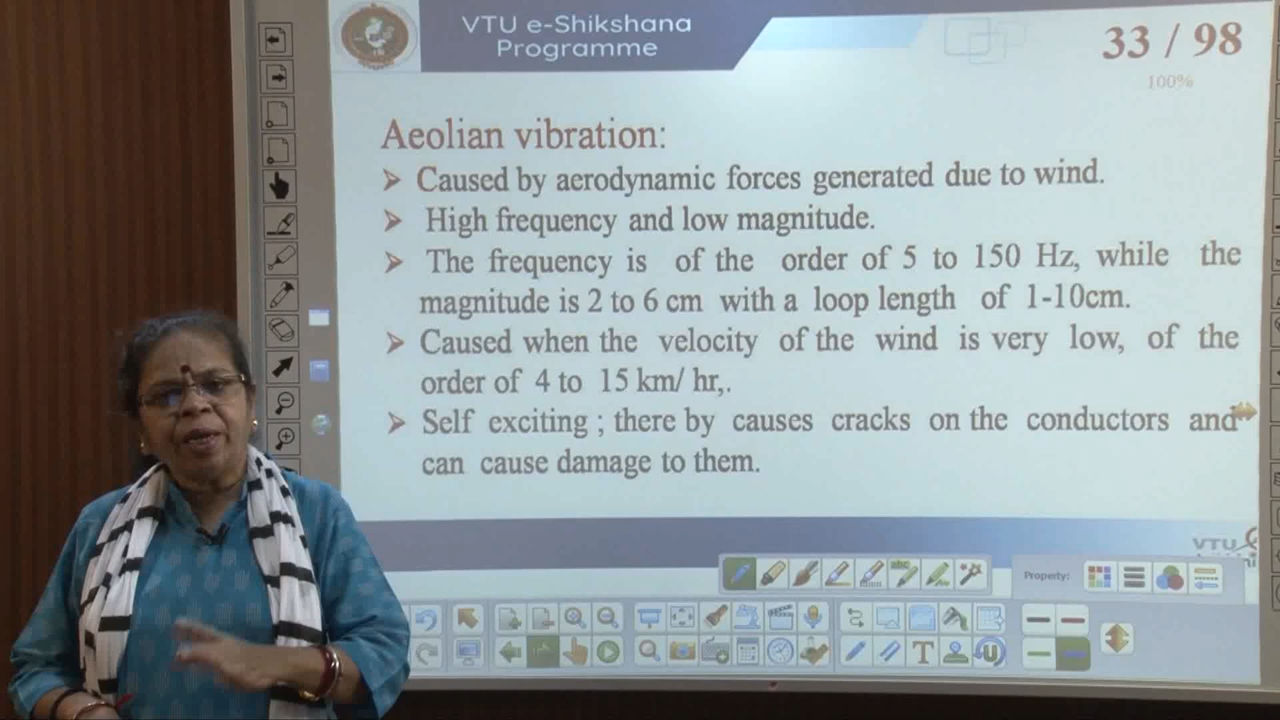 VTU e-Shikshana
Programme
33 / 98
100%
Aeolian vibration:
Caused by aerodynamic forces generated due to wind.
High frequency and low magnitude.
The frequency is of the order of 5 to 150 Hz, while the
magnitude is 2 to 6 cm with a loop length of 1-10cm.
Caused when the velocity of the wind is very low, of the
order of 4 to 15 km/ hr,.
Self exciting ; there by causes cracks on the conductors and
can cause damage to them.
VTU
Property: